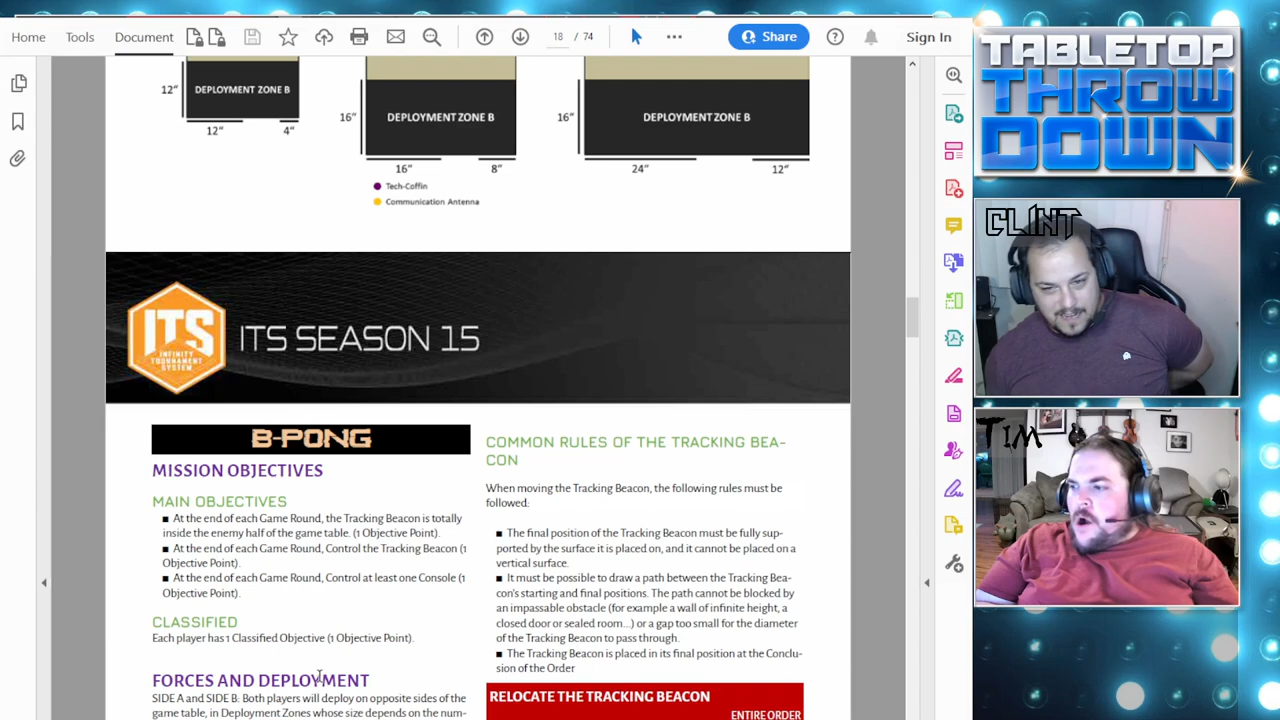 Home
Tools
Document
18 / 74
Share
Sign In
12"
DEPLOYMENT ZONE B
12"
4"
16"
DEPLOYMENT ZONE B
16"
8"
16"
DEPLOYMENT ZONE B
24"
12"
Tech-Coffin
Communication Antenna
ITS
INFINITY
TOURNAMENT
SYSTEM
ITS SEASON 15
B-PONG
MISSION OBJECTIVES
MAIN OBJECTIVES
■ At the end of each Game Round, the Tracking Beacon is totally
inside the enemy half of the game table. (1 Objective Point).
■ At the end of each Game Round, Control the Tracking Beacon (1
Objective Point).
■ At the end of each Game Round, Control at least one Console (1
Objective Point).
CLASSIFIED
Each player has 1 Classified Objective (1 Objective Point).
FORCES AND DEPLOYMENT
SIDE A and SIDE B: Both players will deploy on opposite sides of the
game table, in Deployment Zones whose size depends on the num-
COMMON RULES OF THE TRACKING BEA-
CON
When moving the Tracking Beacon, the following rules must be
followed:
■ The final position of the Tracking Beacon must be fully sup-
ported by the surface it is placed on, and it cannot be placed on a
vertical surface.
■ It must be possible to draw a path between the Tracking Bea-
con's starting and final positions. The path cannot be blocked by
an impassable obstacle (for example a wall of infinite height, a
closed door or sealed room...) or a gap too small for the diameter
of the Tracking Beacon to pass through.
■ The Tracking Beacon is placed in its final position at the Conclu-
sion of the Order
RELOCATE THE TRACKING BEACON
ENTIRE ORDER
TABLETOP
THROW
DOWN
CLINT
TIM